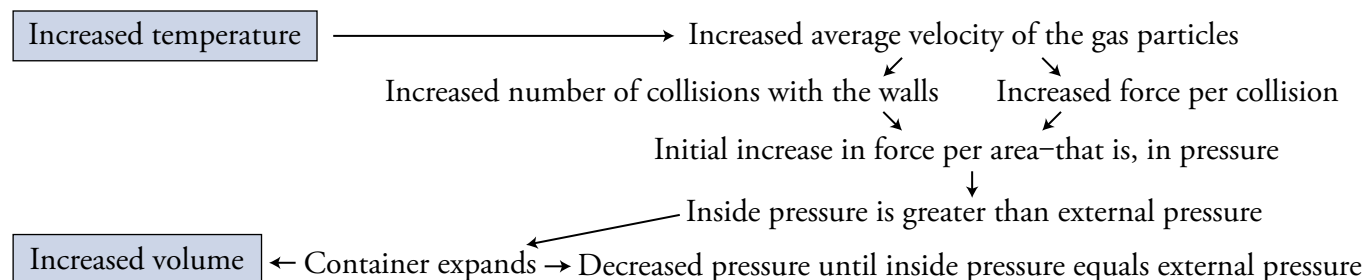 Increased temperature Increased average velocity of the gas particles
Increased number of collisions with the walls Increased force per collision
Initial increase in force per area–that is, in pressure
Inside pressure is greater than external pressure
Increased volume Container expands Decreased pressure until inside pressure equals external pressure